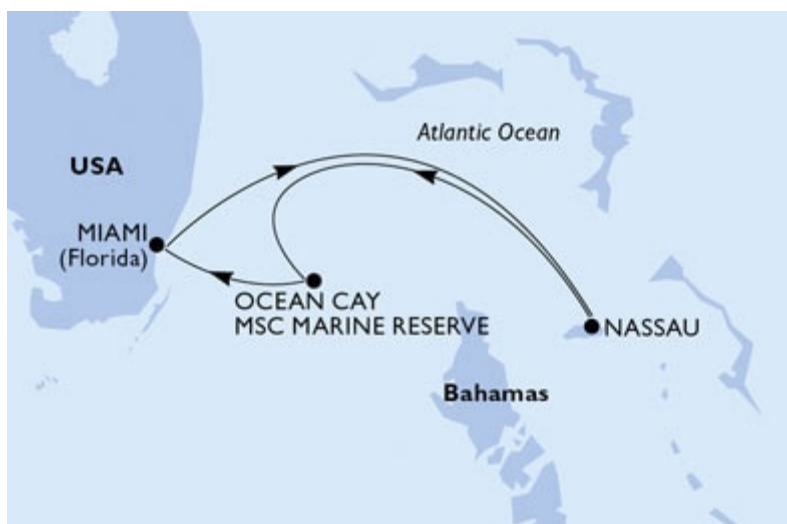 Atlantic Ocean
USA
MIAMI
(Florida)
OCEAN CAY
MSC MARINE RESERVE
NASSAU
Bahamas